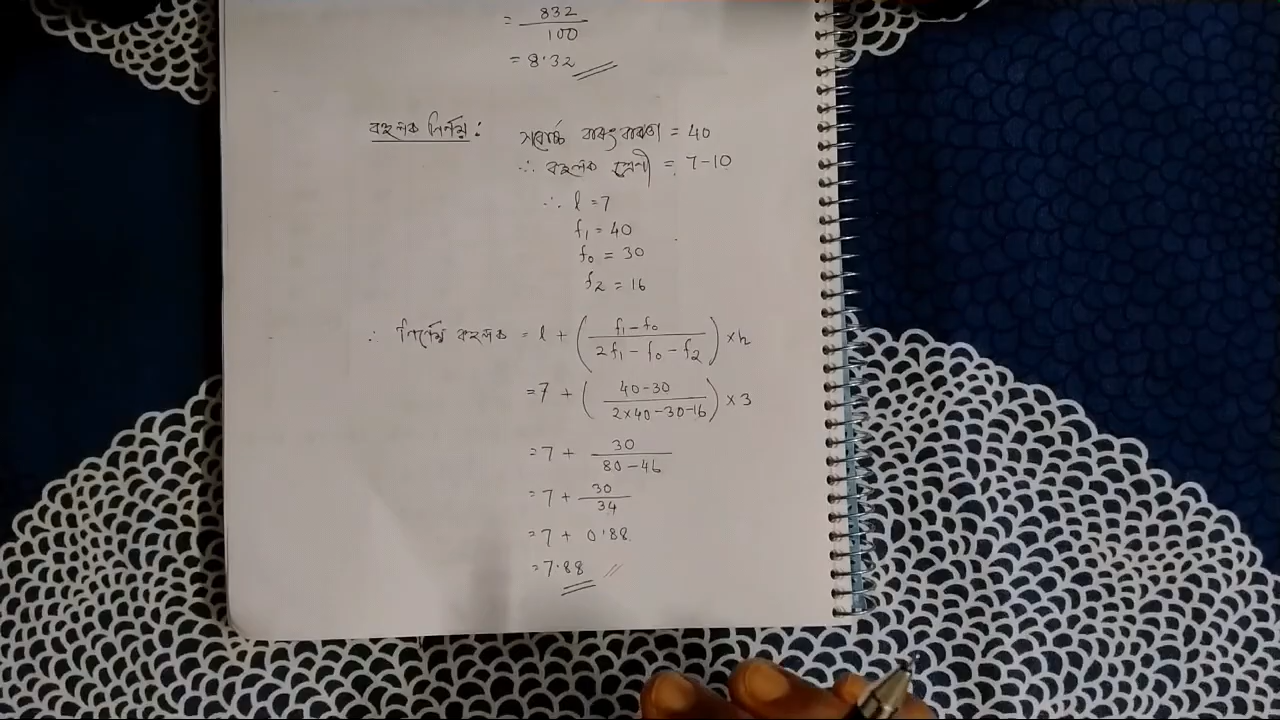 = 832/100
= 8.32
বহুলক নির্ণয়:
সর্বোচ্চ বারংবারতা = 40
∴ বহুলক শ্রেণী = 7-10
∴ l = 7
f₁ = 40
f₀ = 30
f₂ = 16
∴ নির্ণেয় বহুলক = l + ( (f₁-f₀)/(2f₁-f₀-f₂) ) × h
= 7 + ( (40-30)/(2×40-30-16) ) × 3
= 7 + 30/(80-46)
= 7 + 30/34
= 7 + 0.88
= 7.88